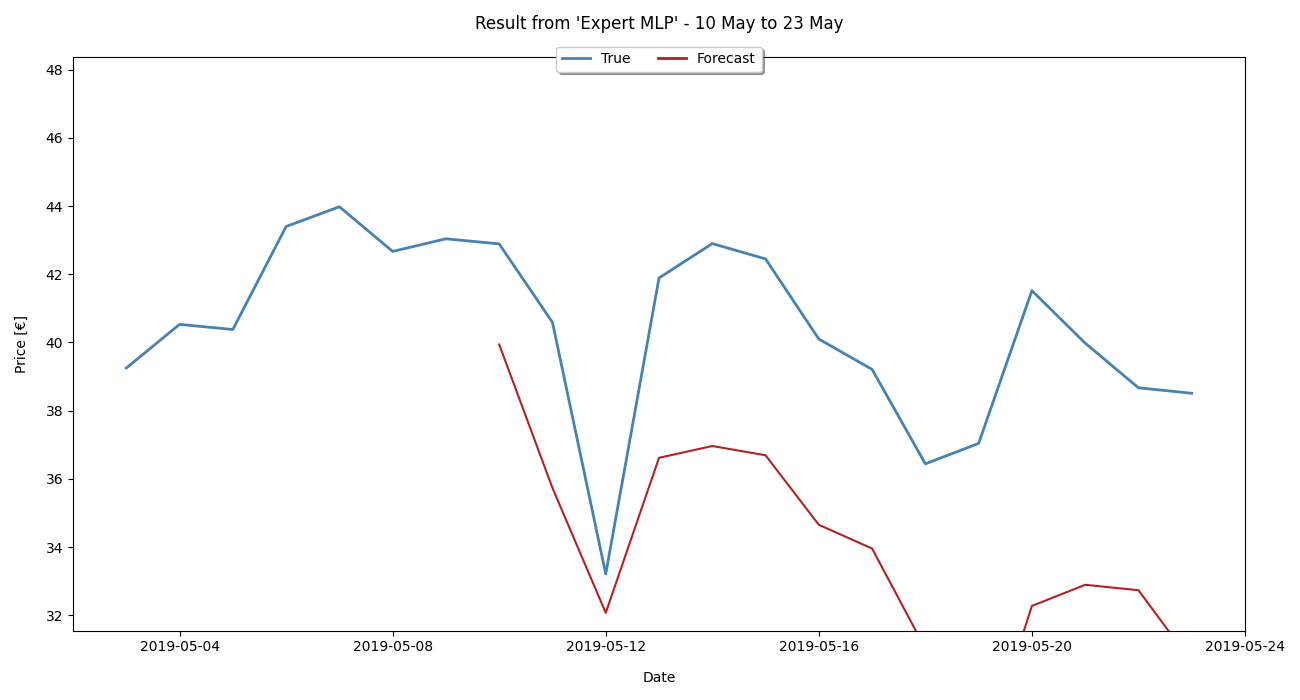 Result from 'Expert MLP' - 10 May to 23 May
True Forecast
48
46
44
42
40
38
36
34
32
Price [€]
2019-05-04 2019-05-08 2019-05-12 2019-05-16 2019-05-20 2019-05-24
Date